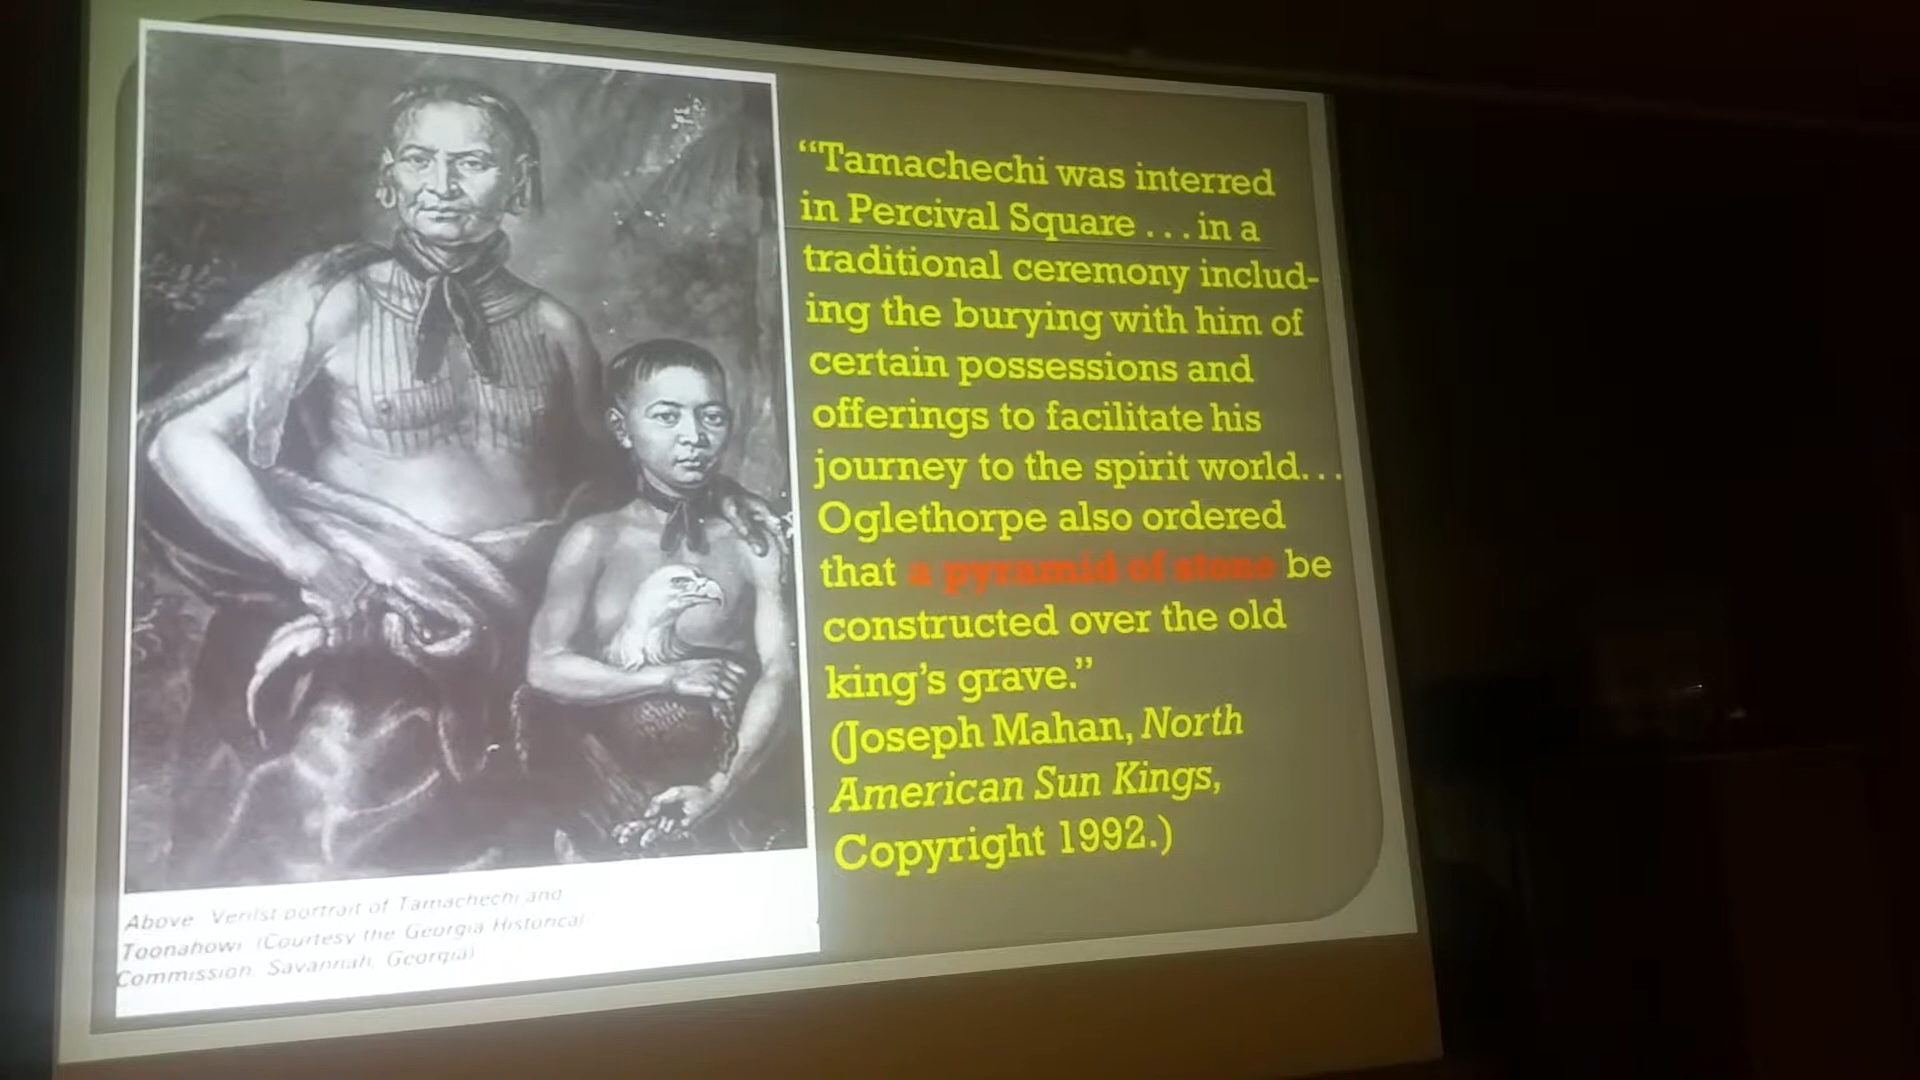 “Tamachechi was interred
in Percival Square . . . in a
traditional ceremony includ-
ing the burying with him of
certain possessions and
offerings to facilitate his
journey to the spirit world. . .
Oglethorpe also ordered
that a pyramid of stone be
constructed over the old
king’s grave.”
(Joseph Mahan, North
American Sun Kings,
Copyright 1992.)
Above: Verilst portrait of Tamachechi and
Toonahowi. (Courtesy the Georgia Historical
Commission, Savannah, Georgia)